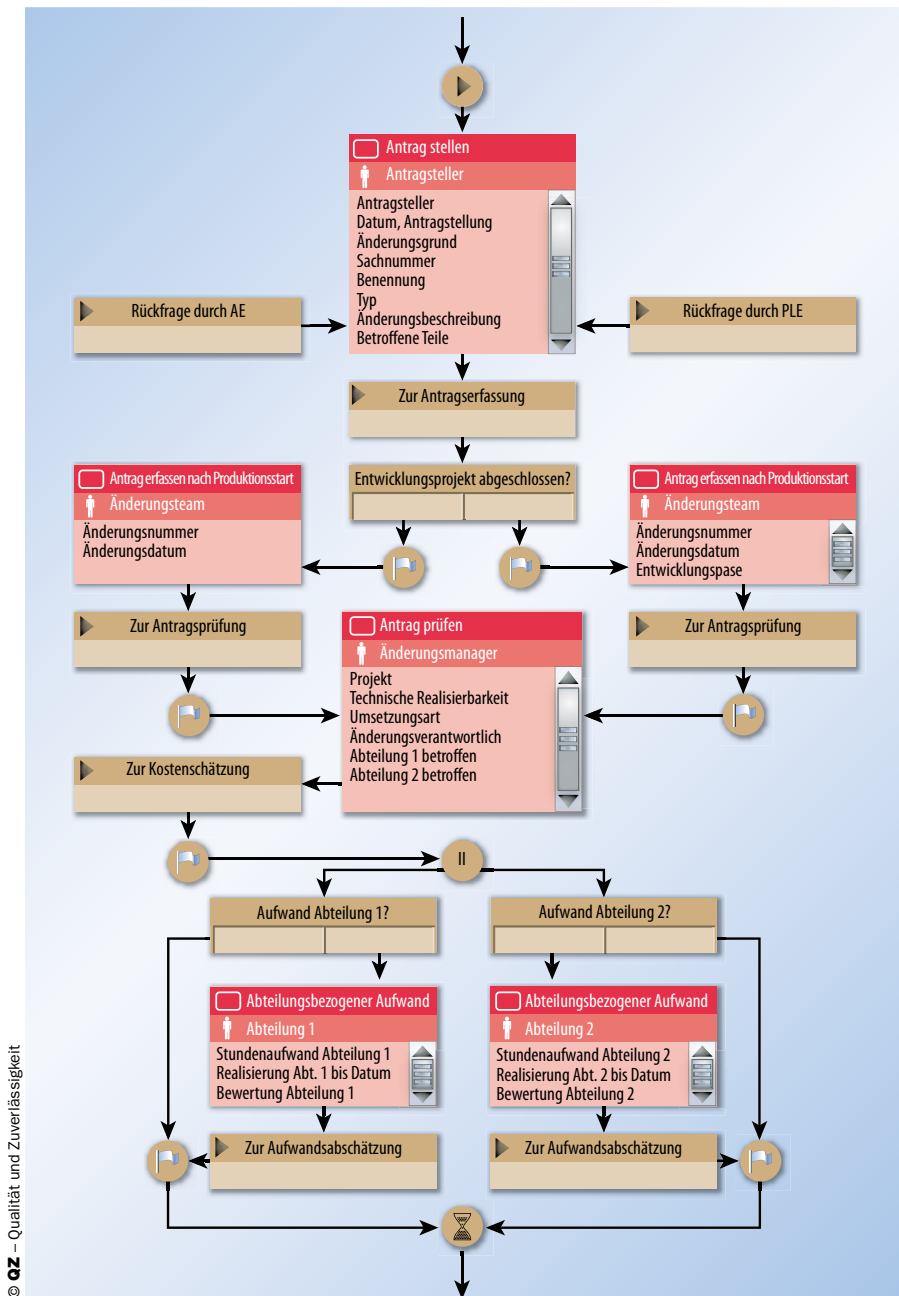 Antrag stellen
Antragsteller
Antragsteller
Datum, Antragstellung
Änderungsgrund
Sachnummer
Benennung
Typ
Änderungsbeschreibung
Betroffene Teile
Rückfrage durch AE
Rückfrage durch PLE
Zur Antragserfassung
Antrag erfassen nach Produktionsstart
Änderungsteam
Änderungsnummer
Änderungsdatum
Entwicklungsprojekt abgeschlossen?
Antrag erfassen nach Produktionsstart
Änderungsteam
Änderungsnummer
Änderungsdatum
Entwicklungspase
Zur Antragsprüfung
Antrag prüfen
Änderungsmanager
Projekt
Technische Realisierbarkeit
Umsetzungsart
Änderungsverantwortlich
Abteilung 1 betroffen
Abteilung 2 betroffen
Zur Antragsprüfung
Zur Kostenschätzung
II
Aufwand Abteilung 1?
Aufwand Abteilung 2?
Abteilungsbezogener Aufwand
Abteilung 1
Stundenaufwand Abteilung 1
Realisierung Abt. 1 bis Datum
Bewertung Abteilung 1
Abteilungsbezogener Aufwand
Abteilung 2
Stundenaufwand Abteilung 2
Realisierung Abt. 2 bis Datum
Bewertung Abteilung 2
Zur Aufwandsabschätzung
Zur Aufwandsabschätzung
© QZ – Qualität und Zuverlässigkeit